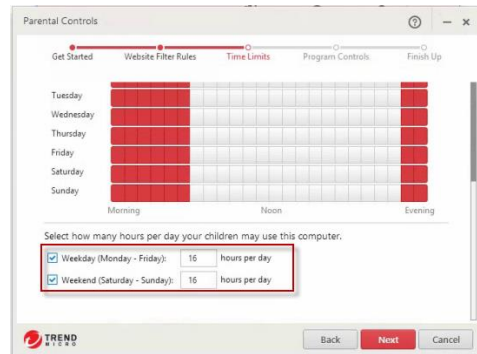 Parental Controls
Get Started Website Filter Rules Time Limits Program Controls Finish Up
Tuesday
Wednesday
Thursday
Friday
Saturday
Sunday
Morning Noon Evening
Select how many hours per day your children may use this computer.
Weekday (Monday - Friday): 16 hours per day
Weekend (Saturday - Sunday): 16 hours per day
TREND MICRO Back Next Cancel